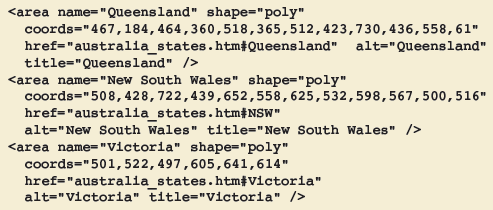 <area name="Queensland" shape="poly"
coords="467,184,464,360,518,365,512,423,730,436,558,61"
href="australia_states.htm#Queensland" alt="Queensland"
title="Queensland" />
<area name="New South Wales" shape="poly"
coords="508,428,722,439,652,558,625,532,598,567,500,516"
href="australia_states.htm#NSW"
alt="New South Wales" title="New South Wales" />
<area name="Victoria" shape="poly"
coords="501,522,497,605,641,614"
href="australia_states.htm#Victoria"
alt="Victoria" title="Victoria" />